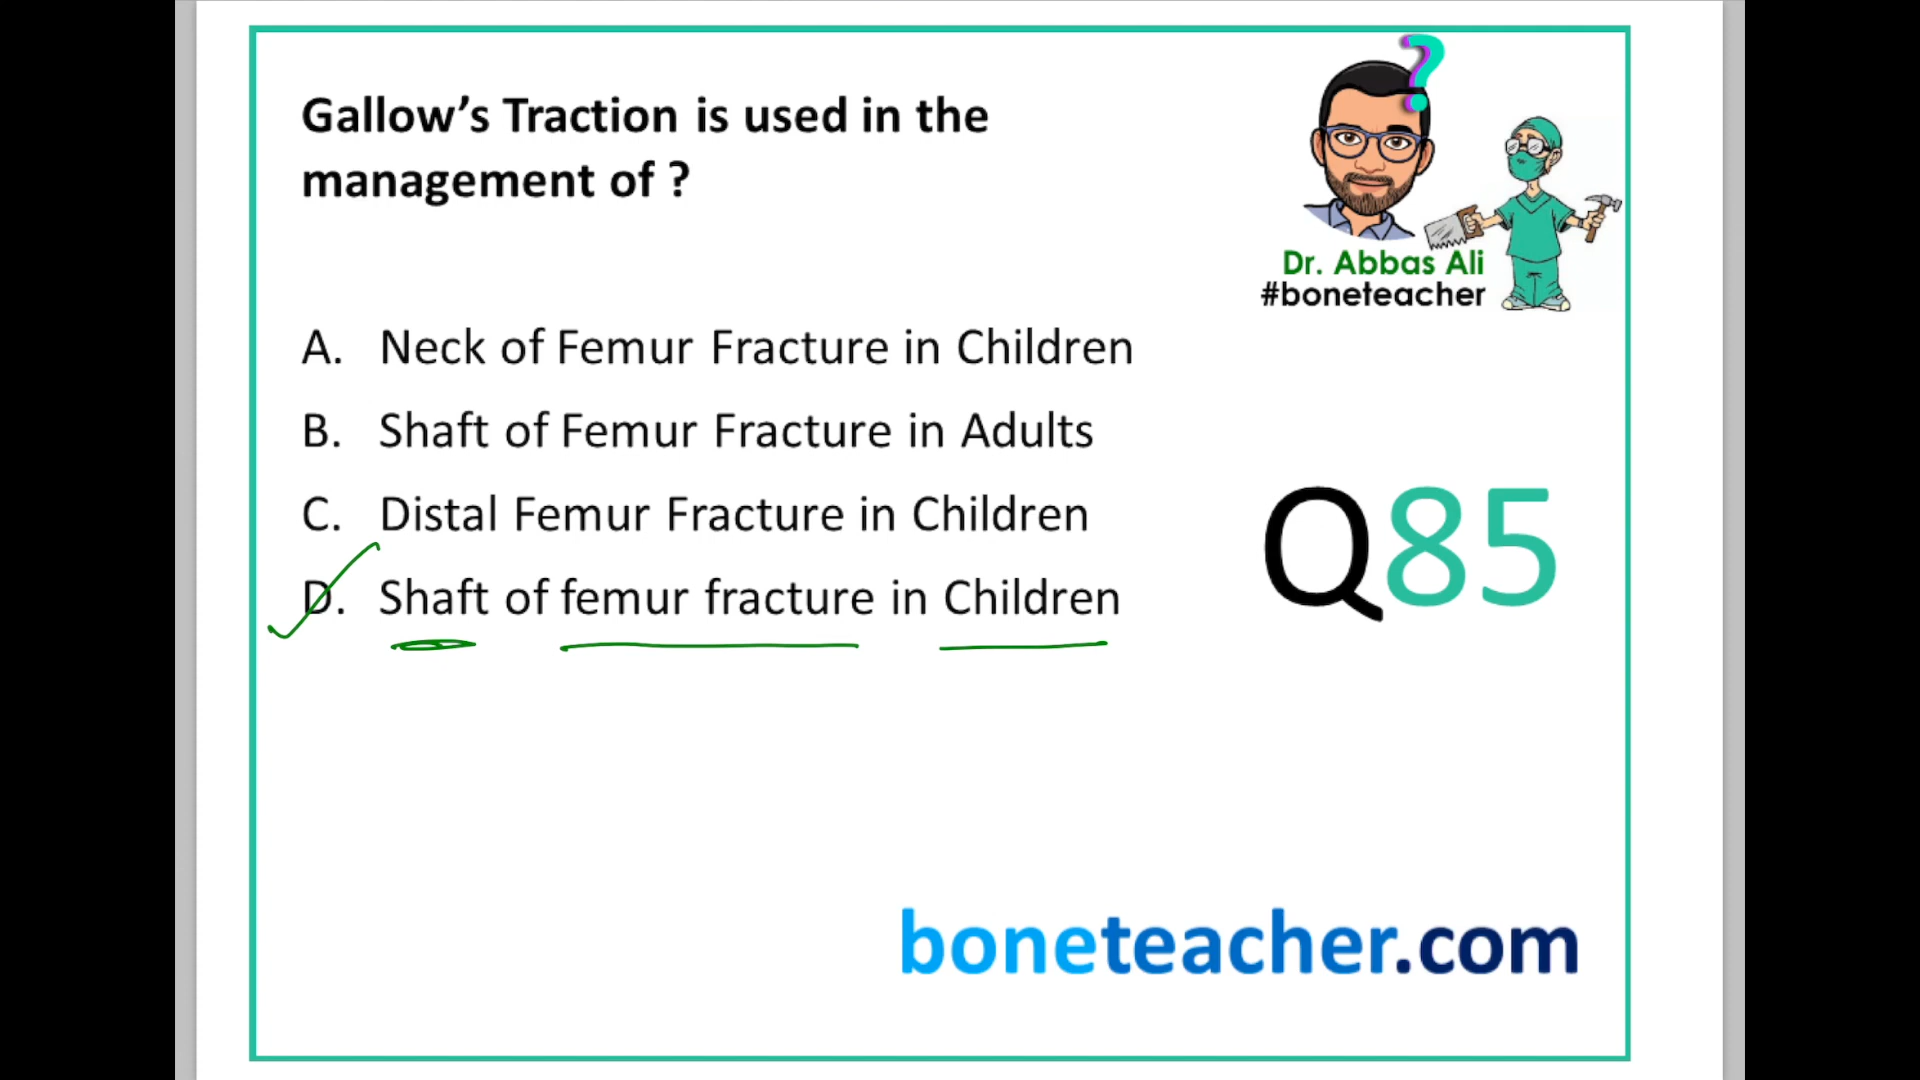 Gallow’s Traction is used in the
management of ?
?
Dr. Abbas Ali
#boneteacher
A. Neck of Femur Fracture in Children
B. Shaft of Femur Fracture in Adults
C. Distal Femur Fracture in Children
D. Shaft of femur fracture in Children
Q85
boneteacher.com